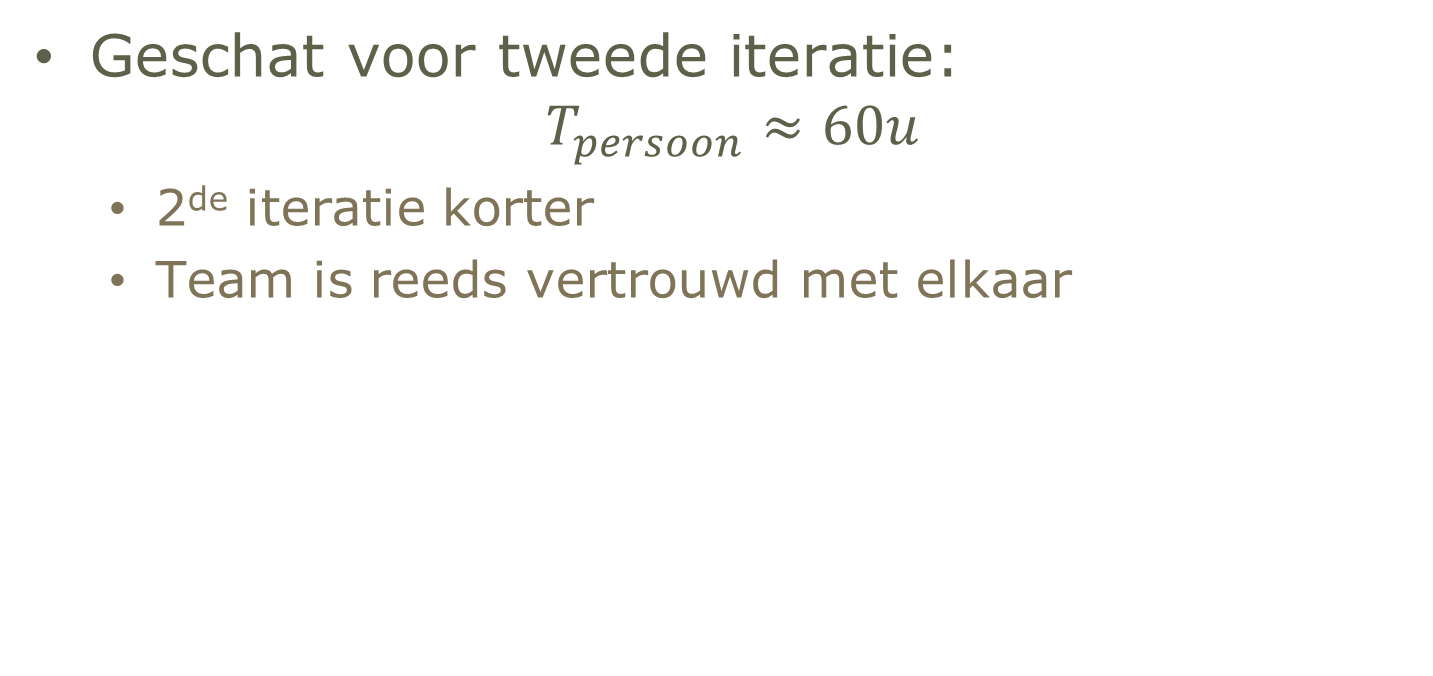 • Geschat voor tweede iteratie:
T_persoon ≈ 60u
• 2de iteratie korter
• Team is reeds vertrouwd met elkaar